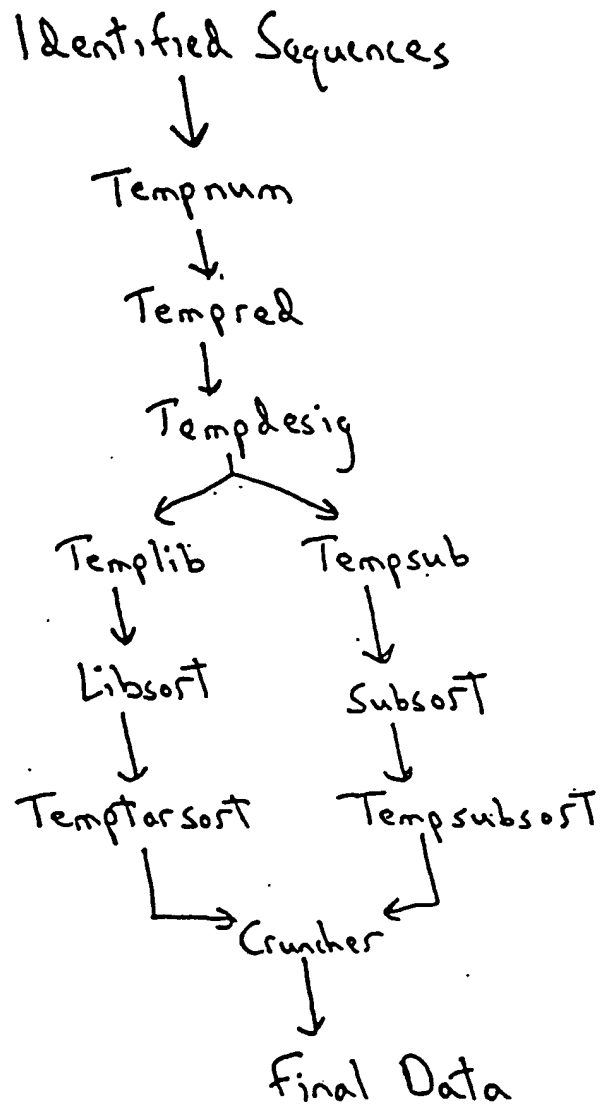 Identified Sequences
Tempnum
Tempred
Tempdesig
Templib Tempsub
Libsort Subsort
Temptarsort Tempsubsort
Cruncher
Final Data